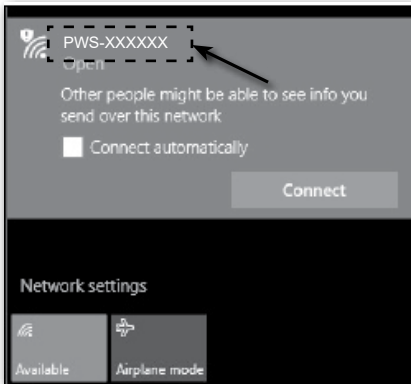 PWS-XXXXXX
Open
Other people might be able to see info you
send over this network
Connect automatically
Connect
Network settings
Available
Airplane mode